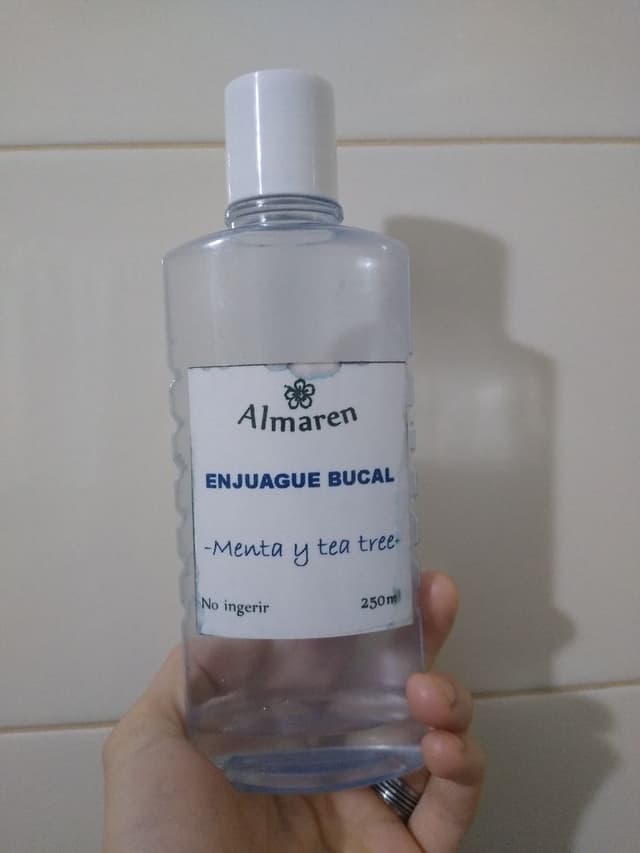 Almaren
ENJUAGUE BUCAL
-Menta y tea tree-
No ingerir 250ml